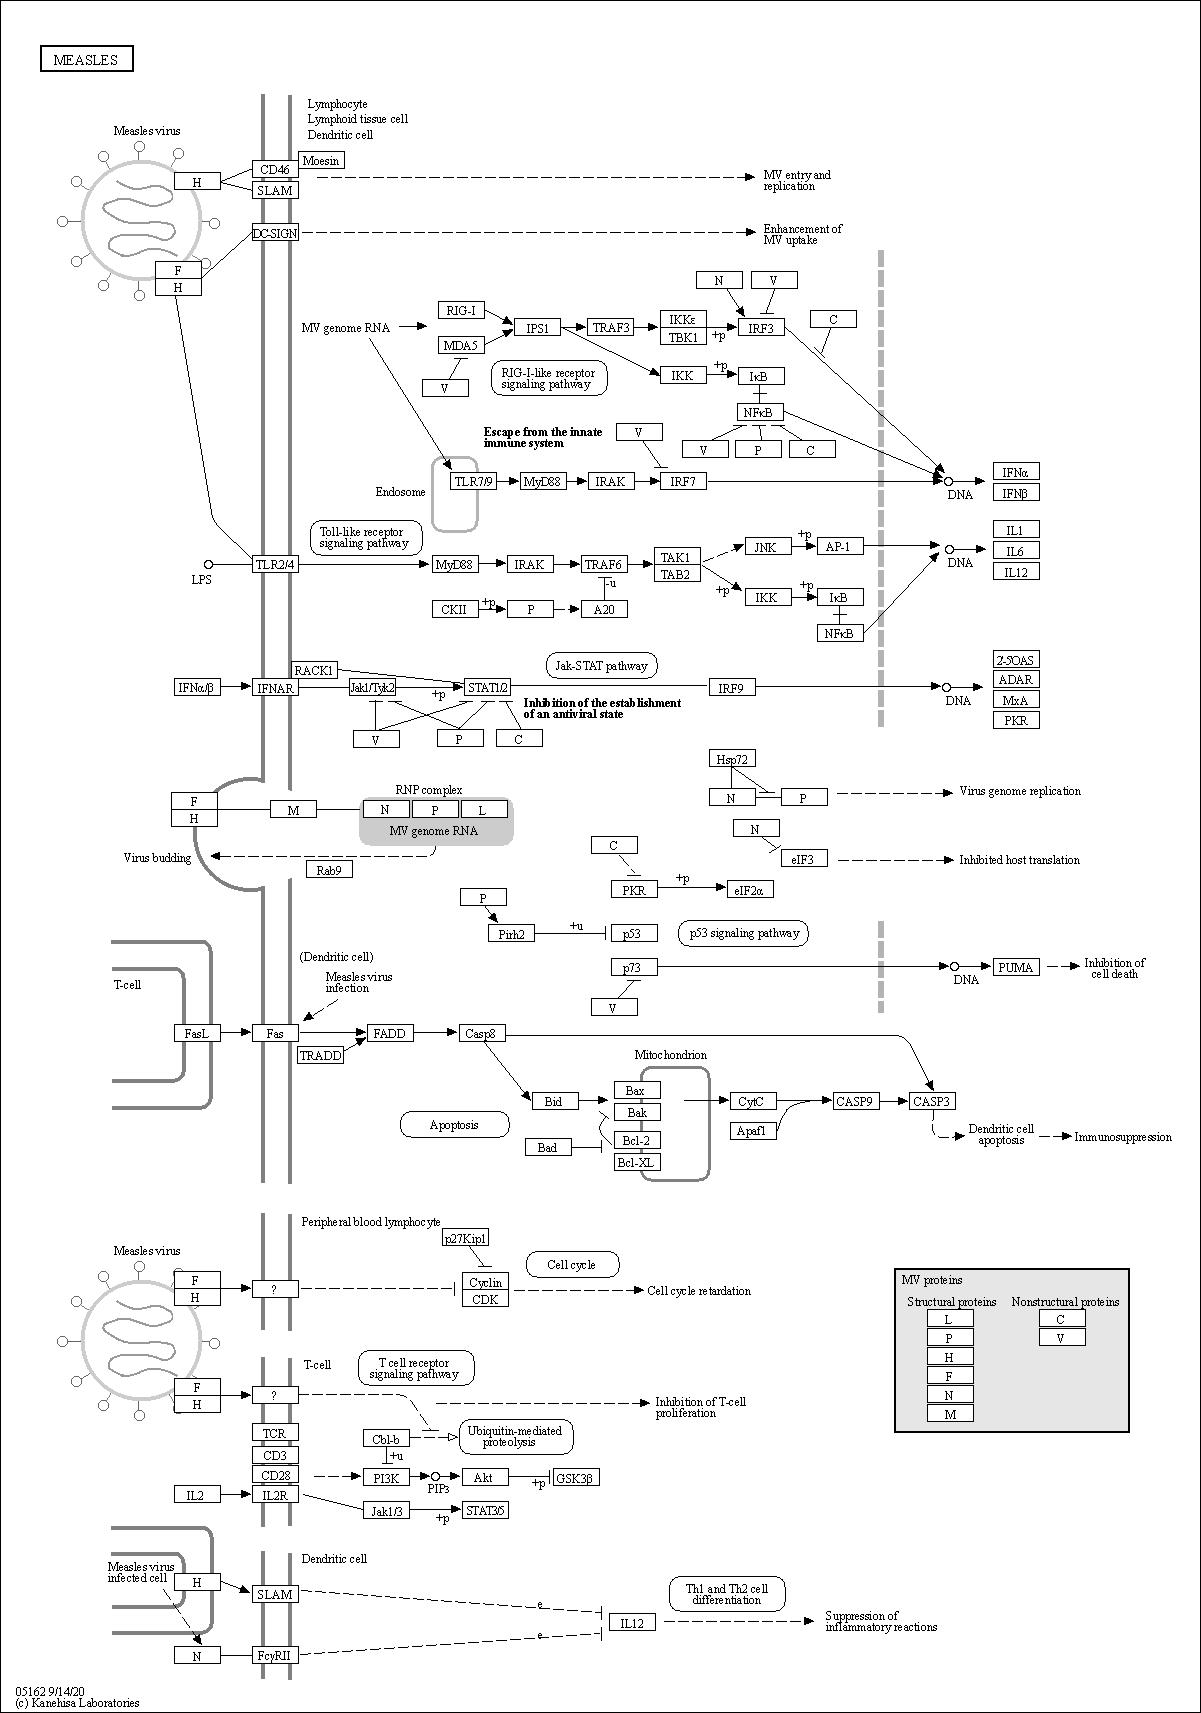 MEASLES
Lymphocyte
Lymphoid tissue cell
Dendritic cell
Measles virus
H
CD46
Moesin
SLAM
MV entry and
replication
DC-SIGN
Enhancement of
MV uptake
F
H
N
V
MV genome RNA
RIG-I
MDA5
V
IPS1
TRAF3
IKKε
TBK1
+p
IRF3
C
RIG-I-like receptor
signaling pathway
IKK
+p
IκB
NFκB
V
P
C
Escape from the innate
immune system
V
Endosome
TLR7/9
MyD88
IRAK
IRF7
DNA
IFNα
IFNβ
Toll-like receptor
signaling pathway
LPS
TLR2/4
MyD88
IRAK
TRAF6
TAK1
TAB2
JNK
+p
AP-1
DNA
IL1
IL6
IL12
-u
CKII
+p
P
A20
+p
IKK
+p
IκB
NFκB
RACK1
Jak-STAT pathway
IFNα/β
IFNAR
Jak1/Tyk2
+p
STAT1/2
IRF9
DNA
2'-5'OAS
ADAR
MxA
PKR
Inhibition of the establishment
of an antiviral state
V
P
C
Hsp72
N
P
Virus genome replication
F
H
M
RNP complex
N
P
L
MV genome RNA
Virus budding
Rab9
N
eIF3
Inhibited host translation
C
PKR
+p
eIF2α
P
Pirh2
+u
p53
p53 signaling pathway
p73
V
DNA
PUMA
Inhibition of
cell death
T-cell
(Dendritic cell)
Measles virus
infection
FasL
Fas
FADD
TRADD
Casp8
Mitochondrion
Bid
Bax
Bak
Bcl-2
Bcl-XL
Bad
Apoptosis
CytC
Apaf1
CASP9
CASP3
Dendritic cell
apoptosis
Immunosuppression
Peripheral blood lymphocyte
Measles virus
F
H
?
p27Kip1
Cyclin
CDK
Cell cycle
Cell cycle retardation
MV proteins
Structural proteins
Nonstructural proteins
L
P
H
F
N
M
C
V
T-cell
T cell receptor
signaling pathway
F
H
?
Inhibition of T-cell
proliferation
TCR
CD3
CD28
Cbl-b
+u
Ubiquitin-mediated
proteolysis
PI3K
PIP3
Akt
+p
GSK3β
IL2
IL2R
Jak1/3
+p
STAT3/5
Dendritic cell
Measles virus
infected cell
H
SLAM
e
N
FcγRII
e
IL12
Th1 and Th2 cell
differentiation
Suppression of
inflammatory reactions
05162 9/14/20
(c) Kanehisa Laboratories